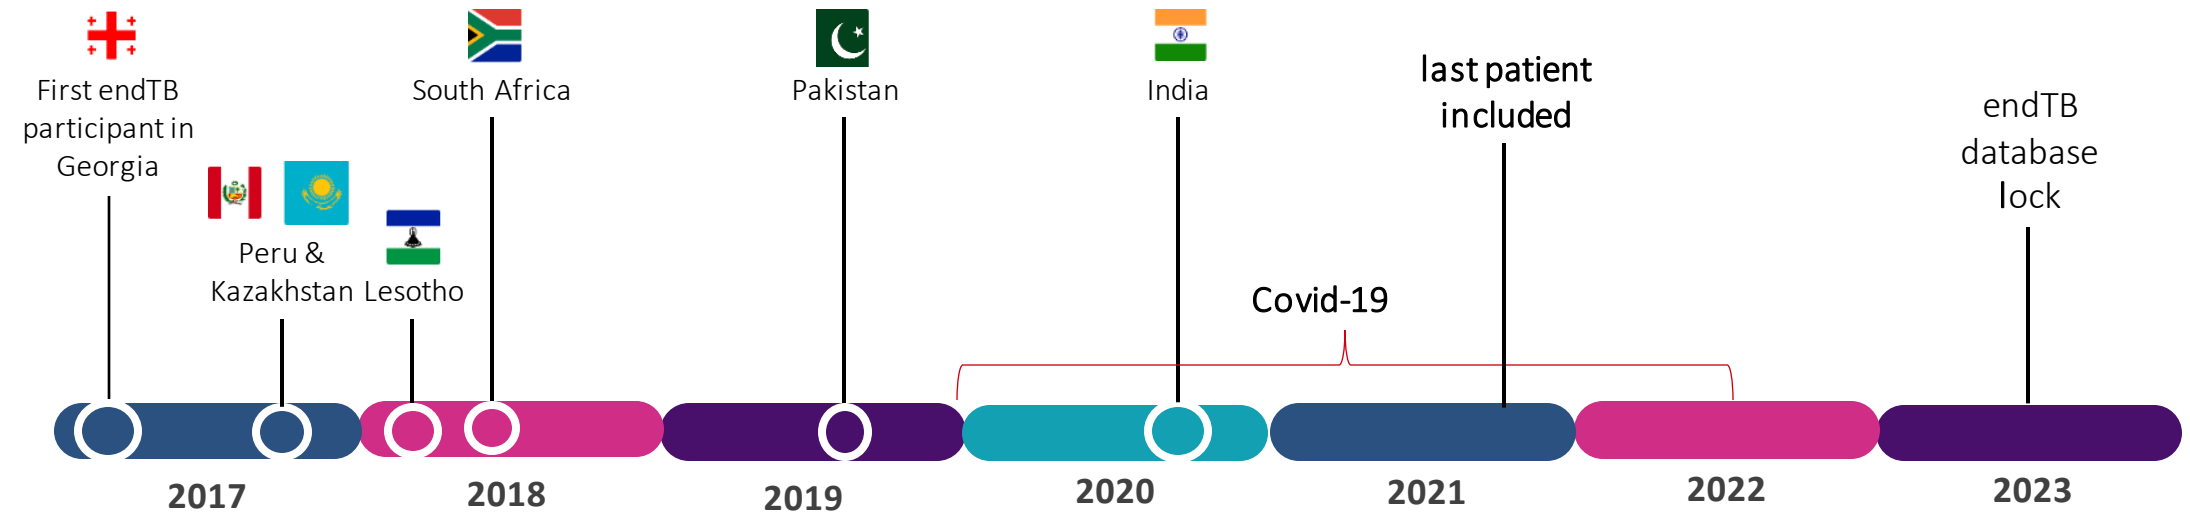 First endTB
participant in
Georgia
Peru &
Kazakhstan
Lesotho
South Africa
Pakistan
India
last patient
included
endTB
database
lock
Covid-19
2017
2018
2019
2020
2021
2022
2023